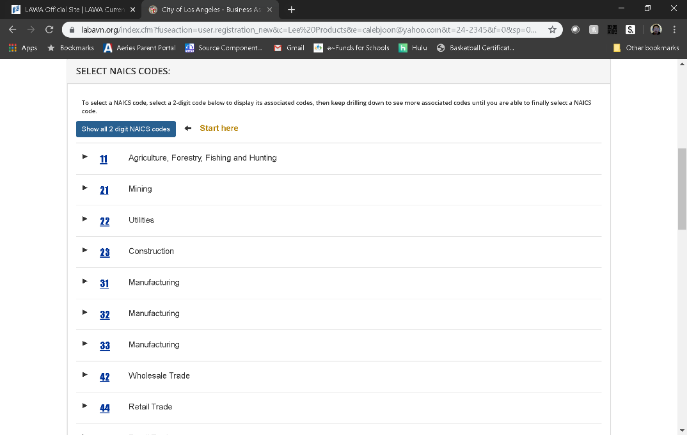 LAWA Official Site | LAWA Curren
City of Los Angeles - Business As
labavn.org/index.cfm?fuseaction=user.registration_new&c=Lee%20Products&e=calebjoon@yahoo.com&t=24-2345&f=0&sp=0...
Apps
Bookmarks
Aeries Parent Portal
Source Component...
Gmail
e-Funds for Schools
Hulu
Basketball Certificat...
Other bookmarks
SELECT NAICS CODES:
To select a NAICS code, select a 2-digit code below to display its associated codes, then keep drilling down to see more associated codes until you are able to finally select a NAICS
code.
Show all 2 digit NAICS codes Start here
11 Agriculture, Forestry, Fishing and Hunting
21 Mining
22 Utilities
23 Construction
31 Manufacturing
32 Manufacturing
33 Manufacturing
42 Wholesale Trade
44 Retail Trade